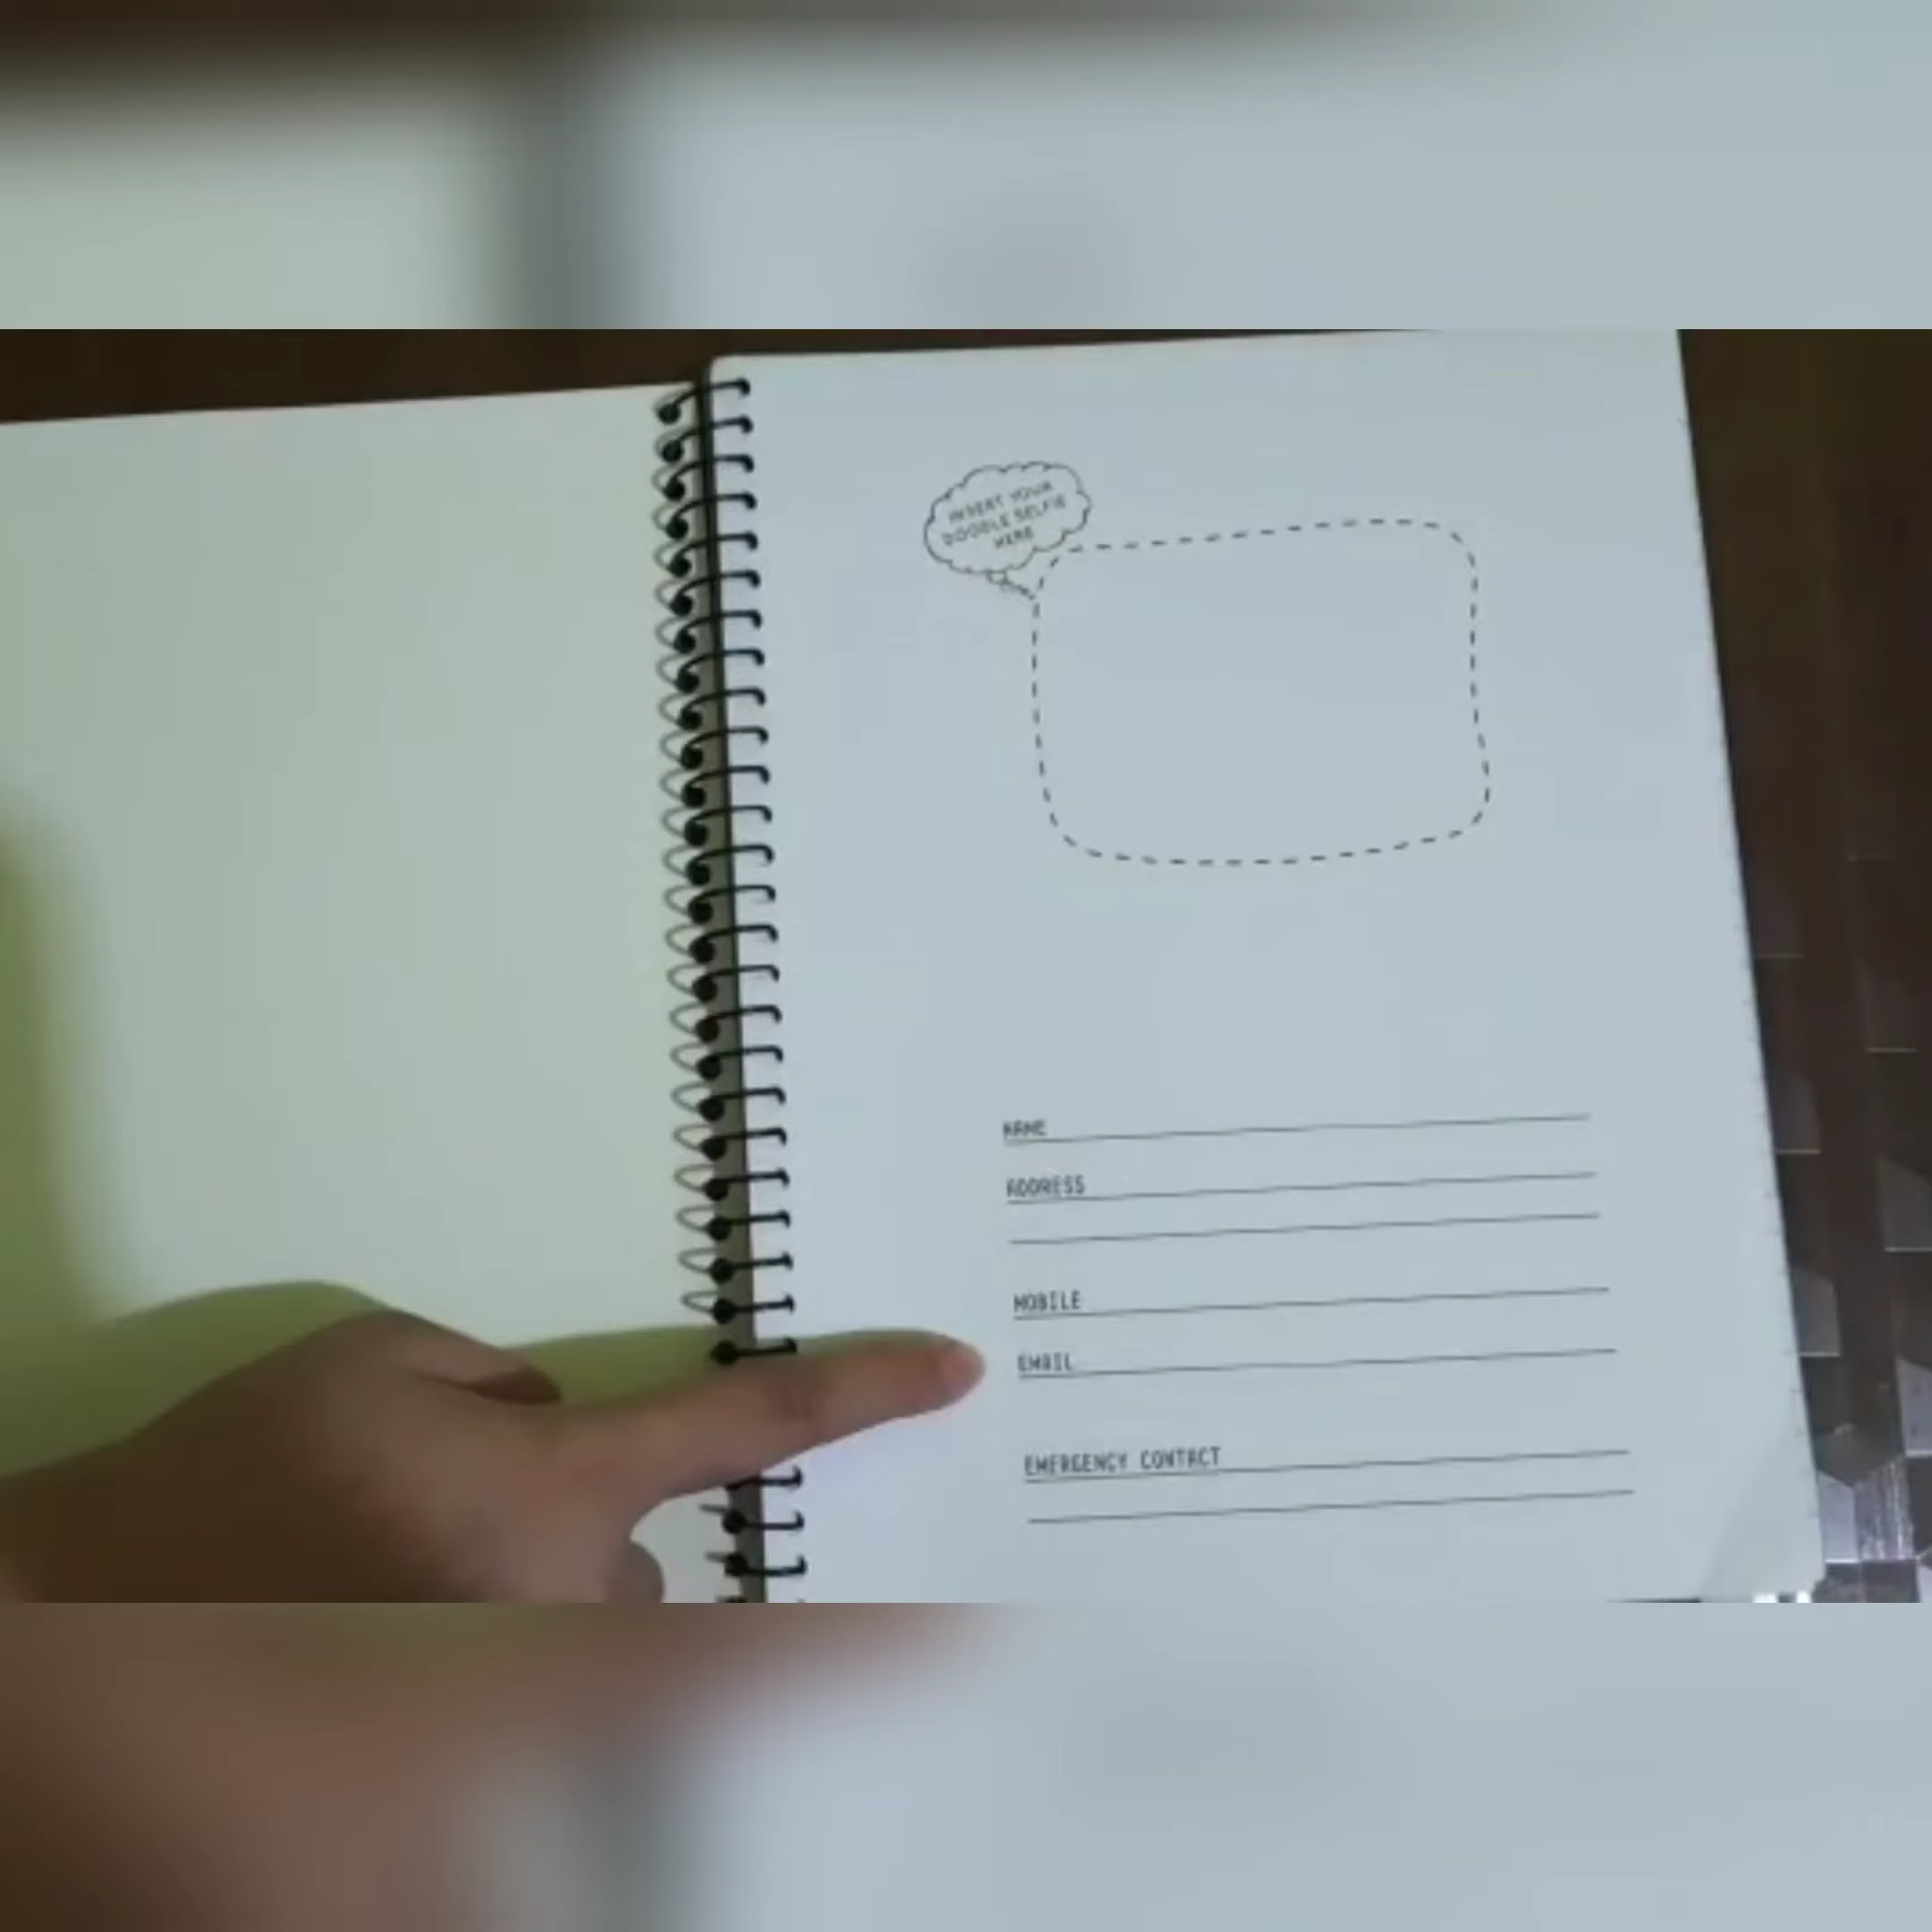 INSERT YOUR
DOODLE SELFIE
HERE
NAME
ADDRESS
MOBILE
EMAIL
EMERGENCY CONTACT